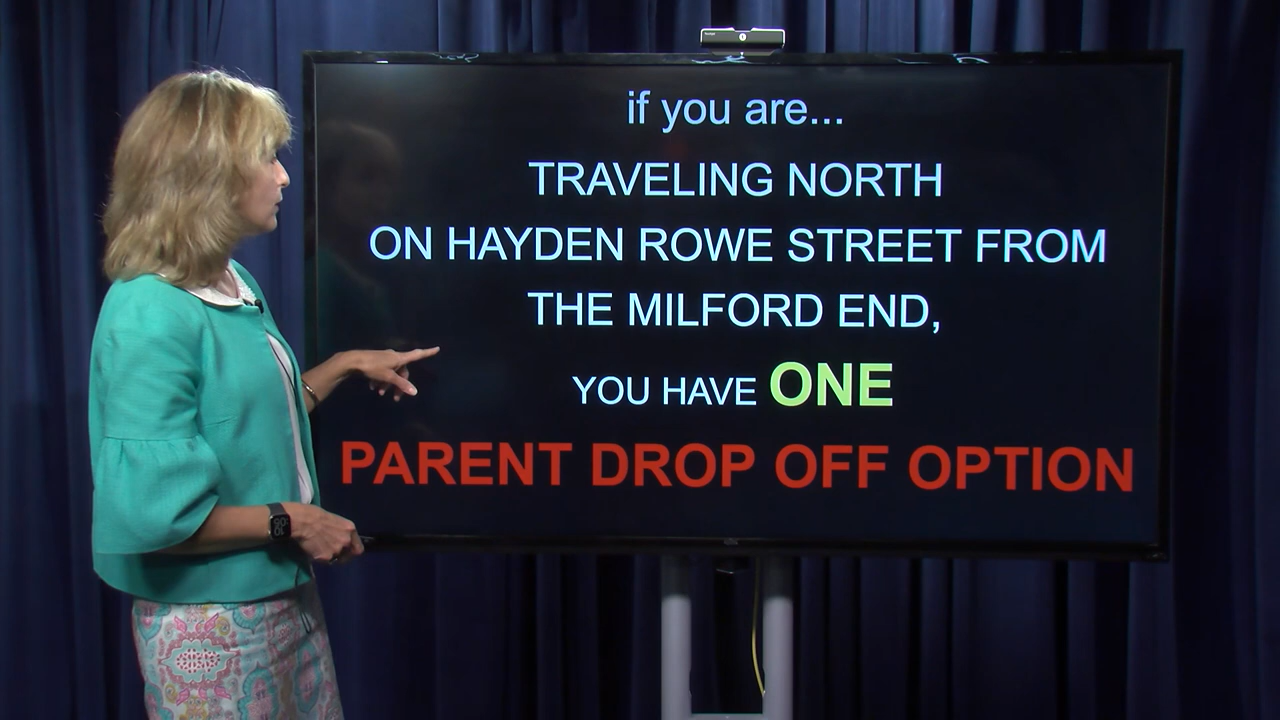 if you are...
TRAVELING NORTH
ON HAYDEN ROWE STREET FROM
THE MILFORD END,
YOU HAVE ONE
PARENT DROP OFF OPTION